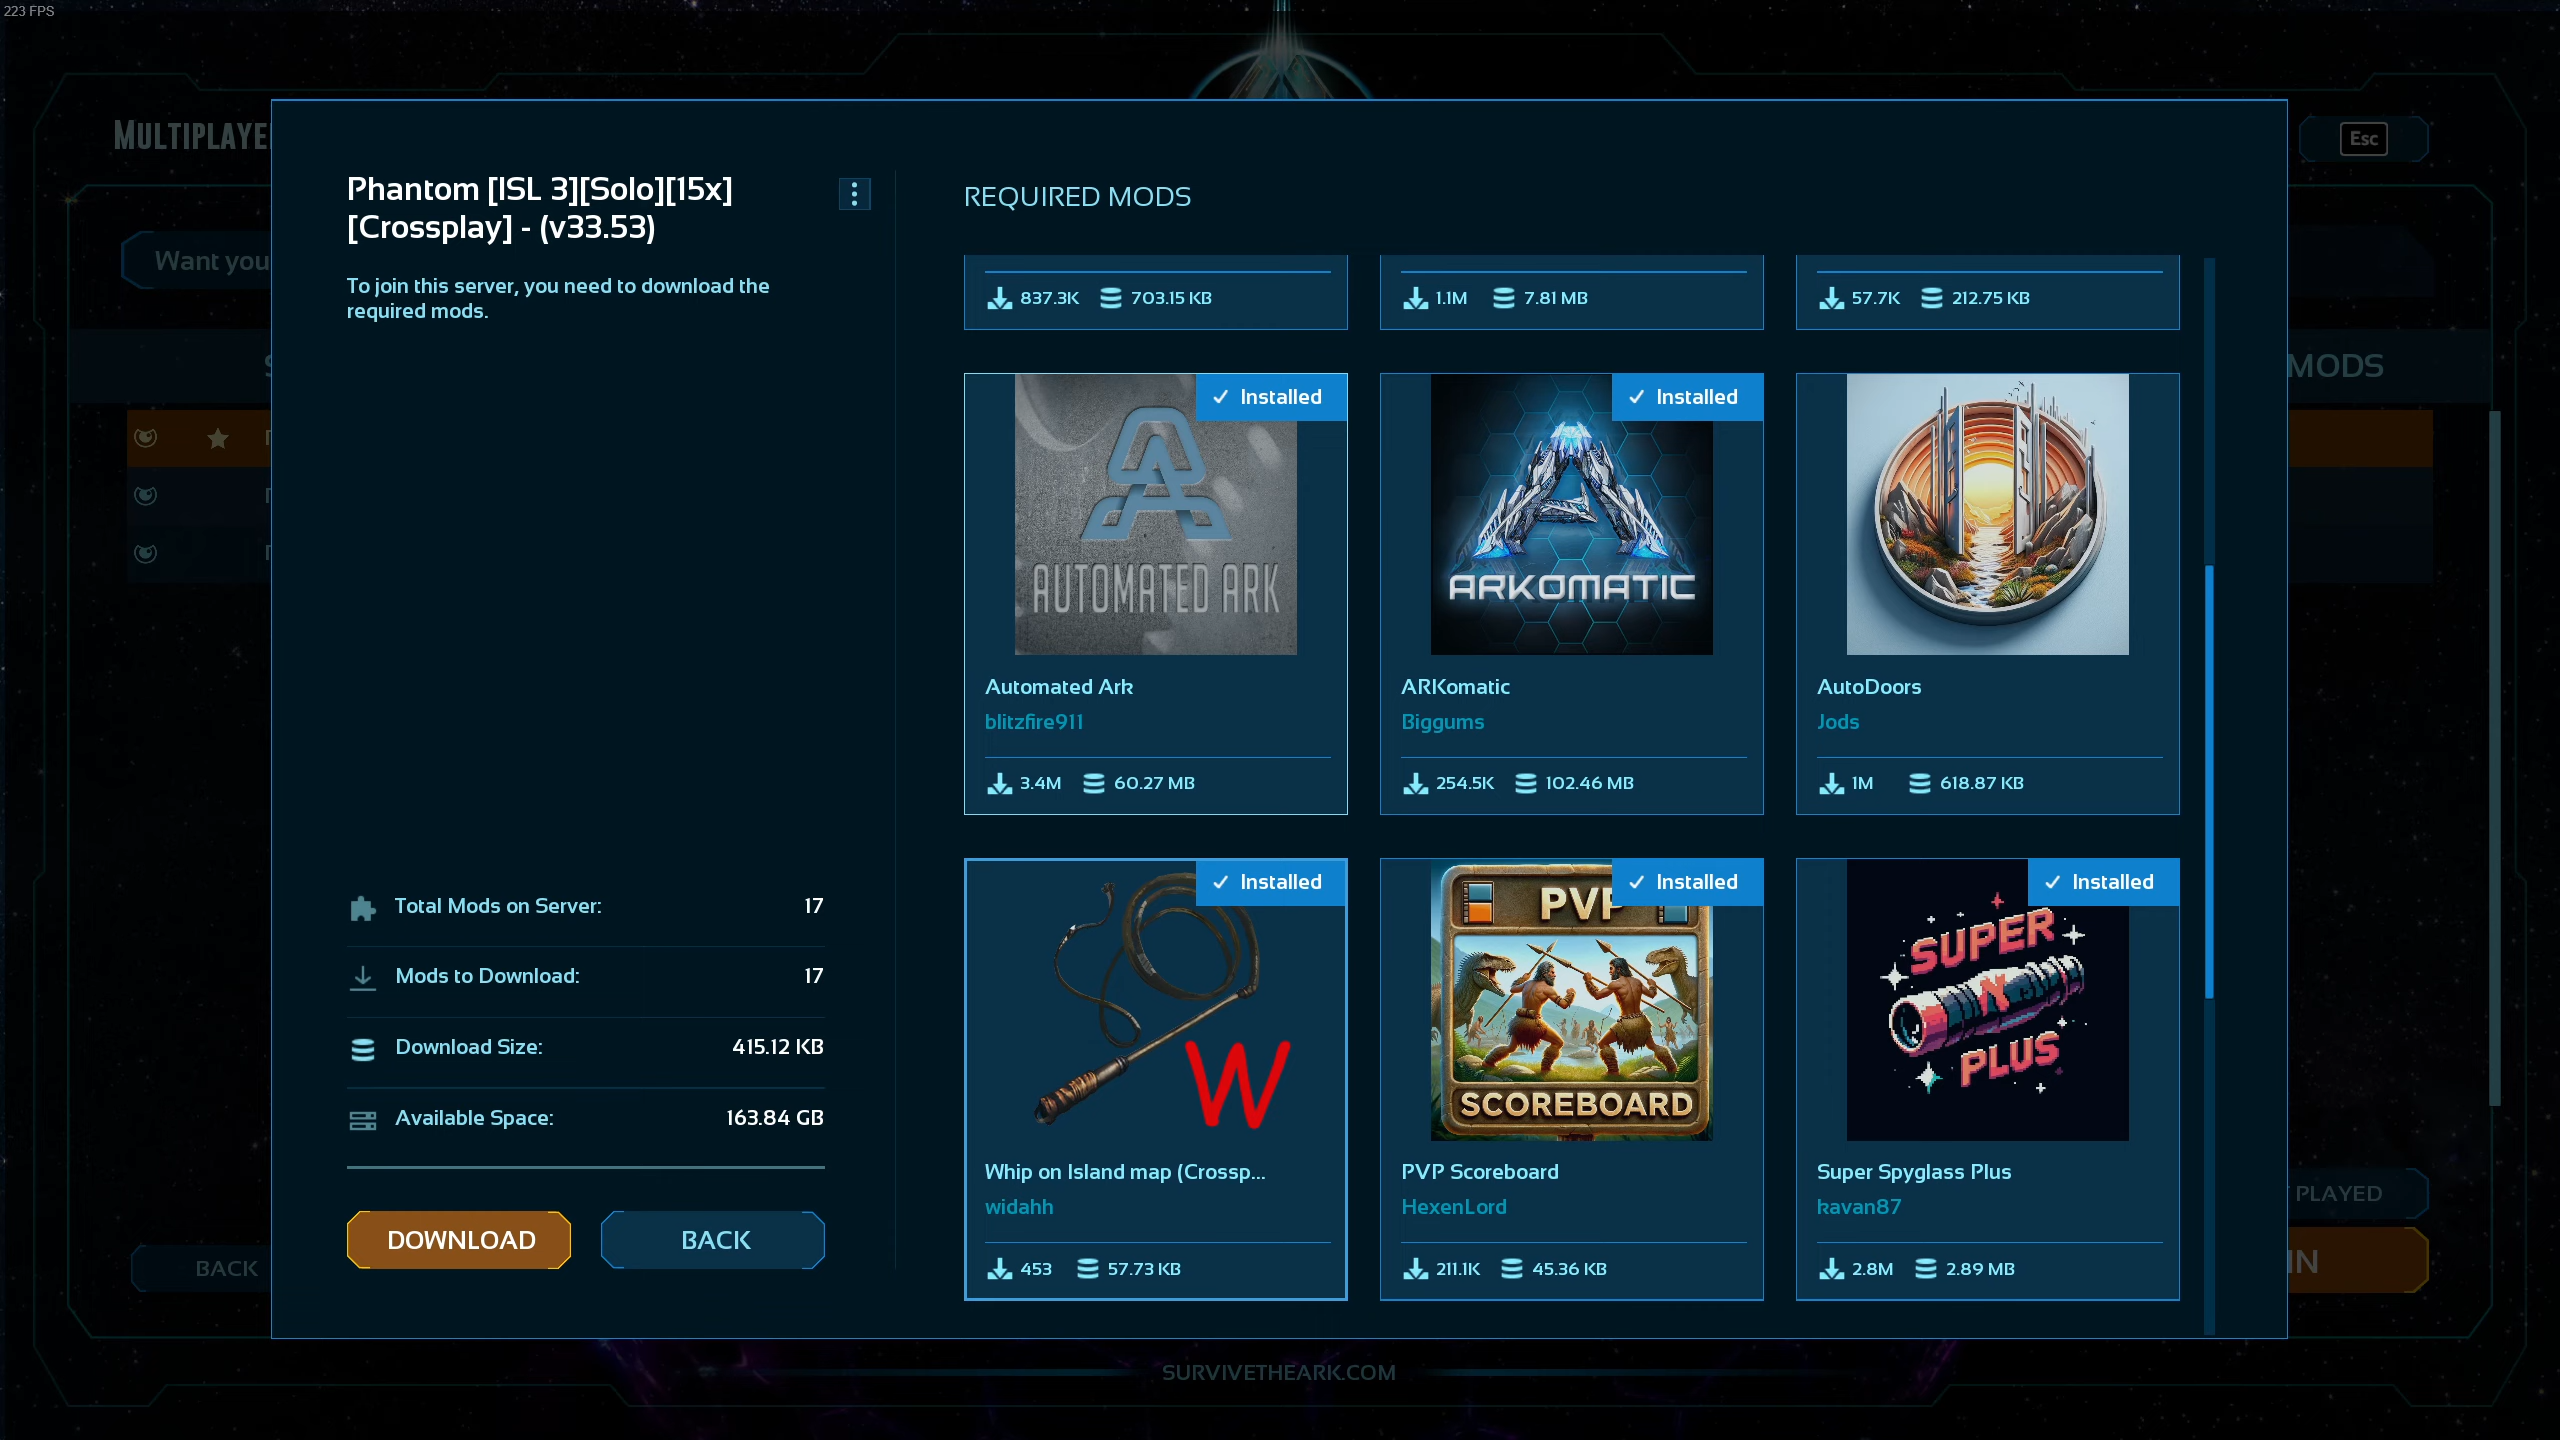 223 FPS
MULTIPLAYE
Esc
Want you
MODS
Phantom [ISL 3][Solo][15x]
[Crossplay] - (v33.53)
To join this server, you need to download the
required mods.
Total Mods on Server: 17
Mods to Download: 17
Download Size: 415.12 KB
Available Space: 163.84 GB
DOWNLOAD
BACK
REQUIRED MODS
837.3K 703.15 KB
1.1M 7.81 MB
57.7K 212.75 KB
Installed
AUTOMATED ARK
Automated Ark
blitzfire911
3.4M 60.27 MB
Installed
ARKOMATIC
ARKomatic
Biggums
254.5K 102.46 MB
AutoDoors
Jods
1M 618.87 KB
Installed
W
Whip on Island map (Crossp...
widahh
453 57.73 KB
Installed
PVP
SCOREBOARD
PVP Scoreboard
HexenLord
211.1K 45.36 KB
Installed
SUPER
PLUS
Super Spyglass Plus
kavan87
2.8M 2.89 MB
BACK
PLAYED
IN
SURVIVETHEARK.COM